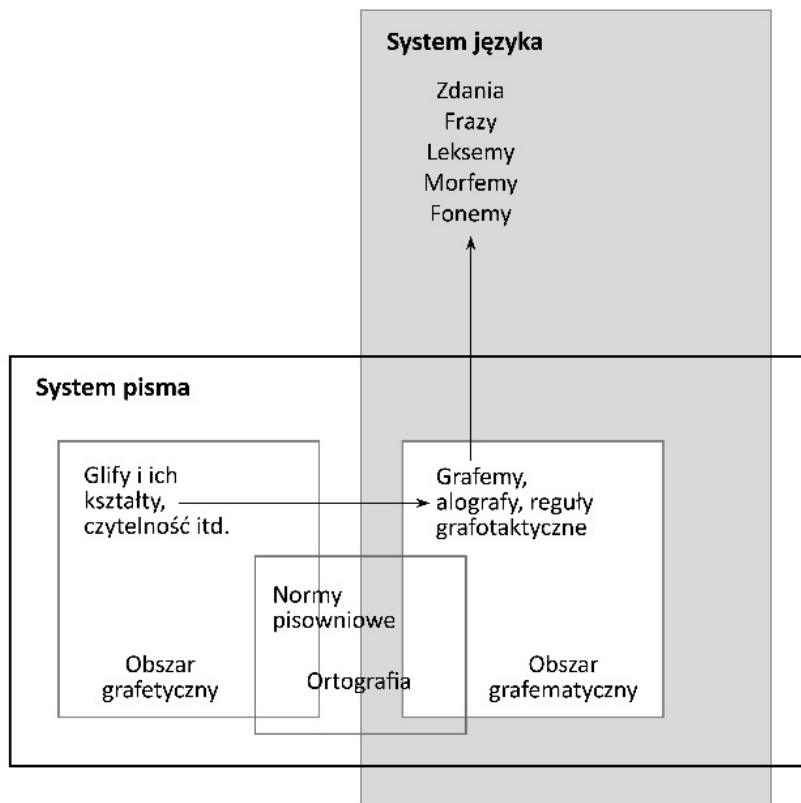 System języka
Zdania
Frazy
Leksemy
Morfemy
Fonemy
System pisma
Glify i ich
kształty,
czytelność itd.
Grafemy,
alografy, reguły
grafotaktyczne
Normy
pisowniowe
Ortografia
Obszar
grafetyczny
Obszar
grafematyczny